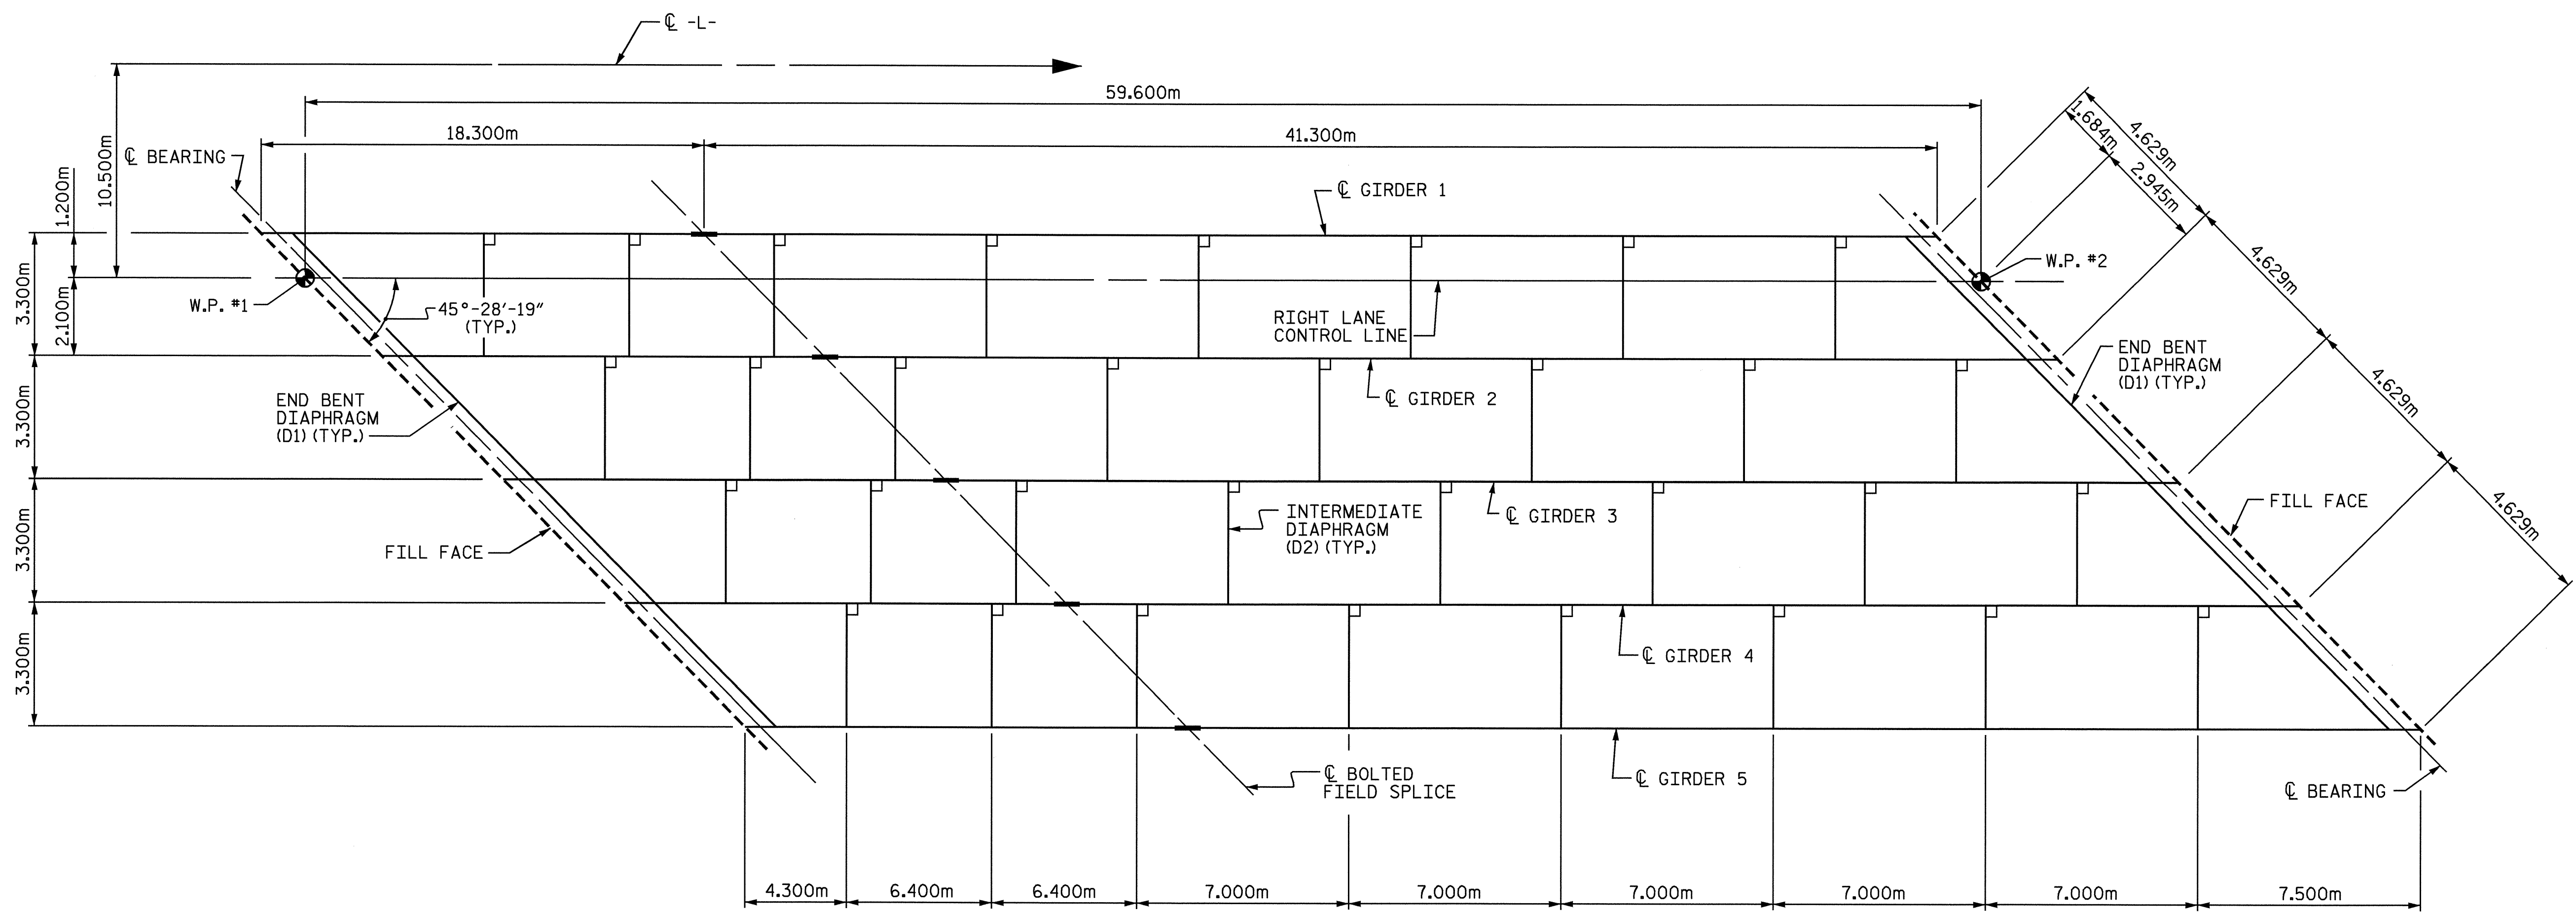 ℄ -L-
59.600m
18.300m
41.300m
10.500m
1.200m
℄ BEARING
℄ GIRDER 1
1.684m
4.629m
2.945m
4.629m
4.629m
4.629m
3.300m
2.100m
W.P. #1
45°-28'-19"
(TYP.)
RIGHT LANE
CONTROL LINE
W.P. #2
END BENT
DIAPHRAGM
(D1) (TYP.)
℄ GIRDER 2
END BENT
DIAPHRAGM
(D1) (TYP.)
3.300m
FILL FACE
INTERMEDIATE
DIAPHRAGM
(D2) (TYP.)
℄ GIRDER 3
FILL FACE
3.300m
℄ GIRDER 4
3.300m
℄ BOLTED
FIELD SPLICE
℄ GIRDER 5
℄ BEARING
4.300m
6.400m
6.400m
7.000m
7.000m
7.000m
7.000m
7.000m
7.500m